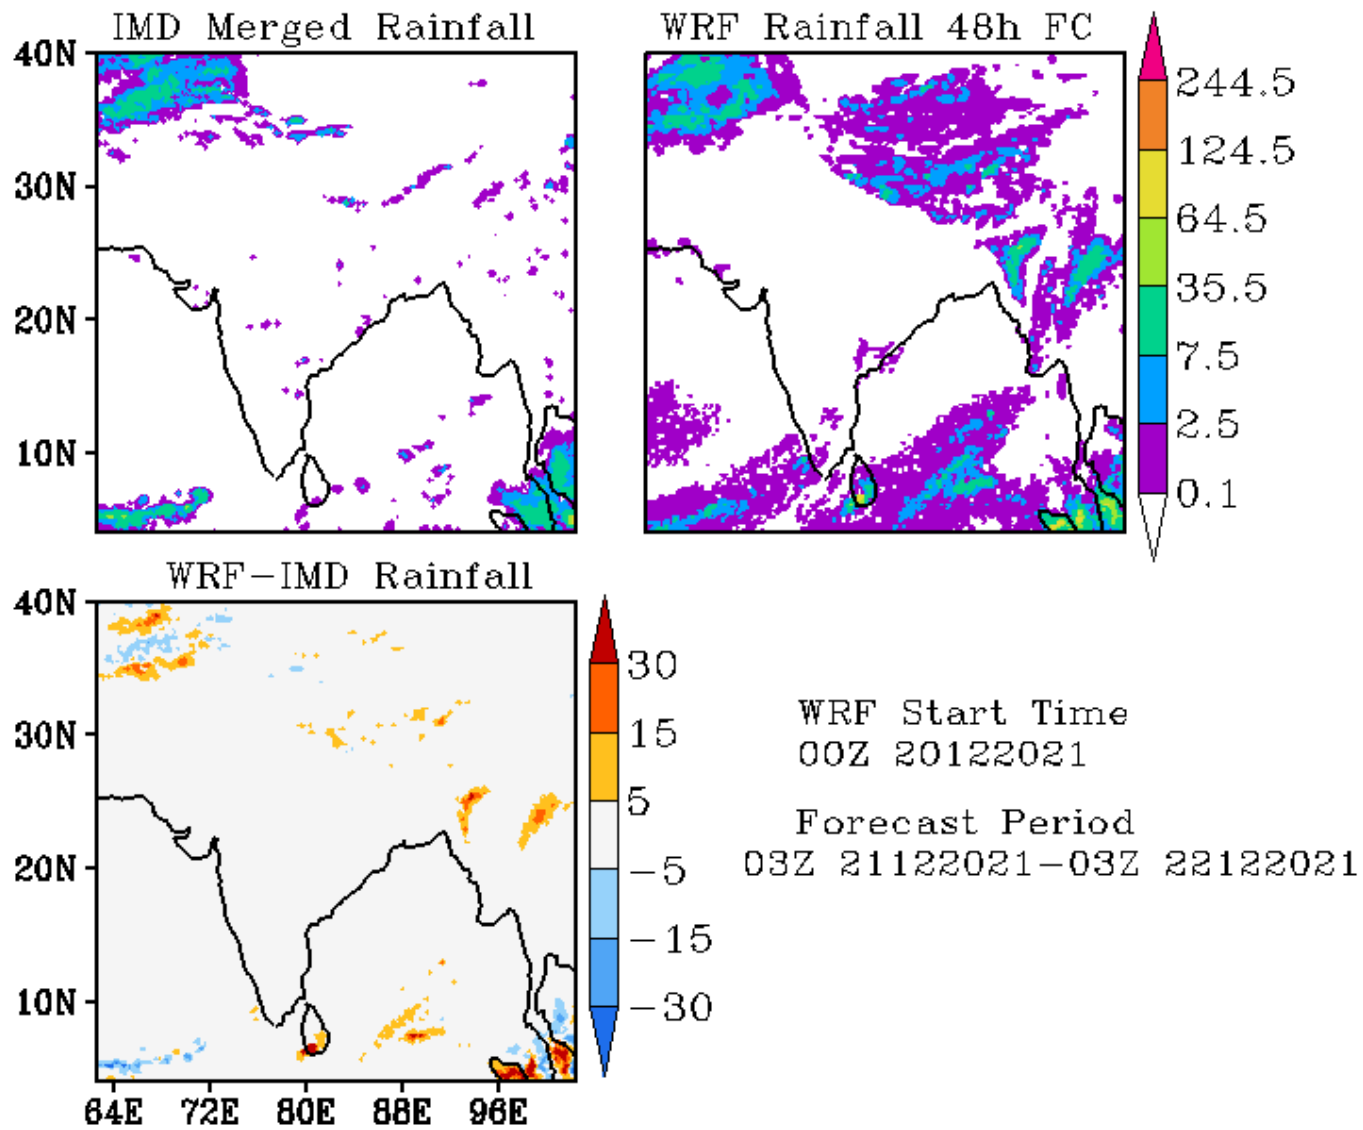 IMD Merged Rainfall
WRF Rainfall 48h FC
40N
30N
20N
10N
244.5
124.5
64.5
35.5
7.5
2.5
0.1
WRF-IMD Rainfall
40N
30N
20N
10N
64E 72E 80E 88E 96E
30
15
5
-5
-15
-30
WRF Start Time
00Z 20122021
Forecast Period
03Z 21122021-03Z 22122021